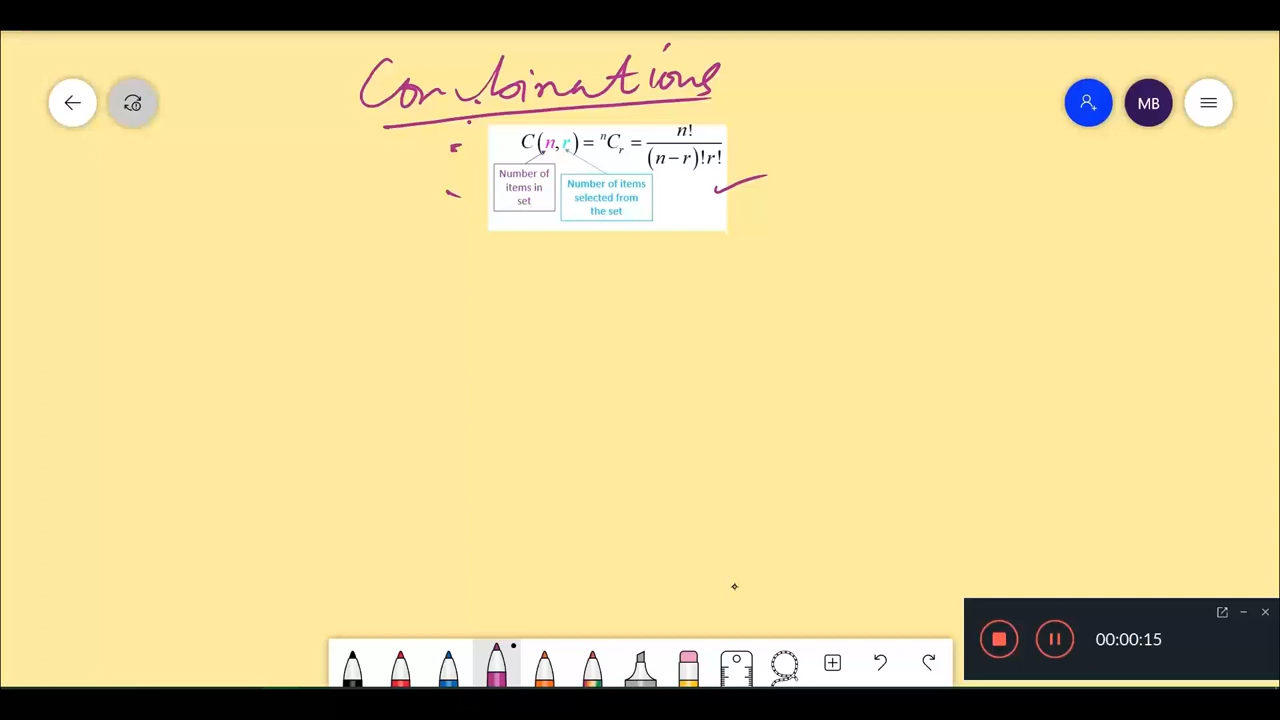 Combinations
MB
C(n, r) = ⁿCᵣ = n! / (n − r)! r!
Number of
items in
set
Number of items
selected from
the set
00:00:15